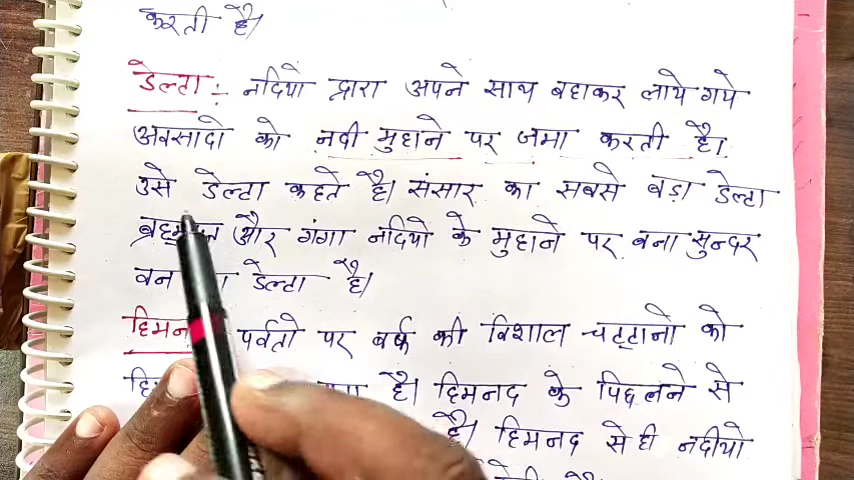 करती है।
डेल्टा :- नदियो द्वारा अपने साथ बहाकर लाये गये
अवसादो को नदी मुहाने पर जमा करती है।
उसे डेल्टा कहते है। संसार का सबसे बड़ा डेल्टा
और गंगा नदियो के मुहाने पर बना सुन्दर
वन डेल्टा है।
पर्वतो पर बर्फ की विशाल चट्टानो को
है। हिमनद के पिघलने से
है। हिमनद से ही नदीयो